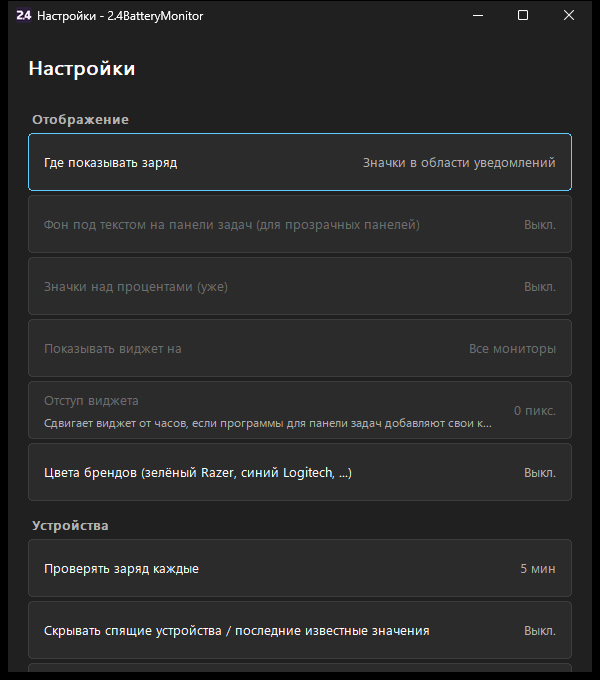 2.4 Настройки - 2.4BatteryMonitor
Настройки
Отображение
Где показывать заряд Значки в области уведомлений
Фон под текстом на панели задач (для прозрачных панелей) Выкл.
Значки над процентами (уже) Выкл.
Показывать виджет на Все мониторы
Отступ виджета 0 пикс.
Сдвигает виджет от часов, если программы для панели задач добавляют свои к...
Цвета брендов (зелёный Razer, синий Logitech, ...) Выкл.
Устройства
Проверять заряд каждые 5 мин
Скрывать спящие устройства / последние известные значения Выкл.